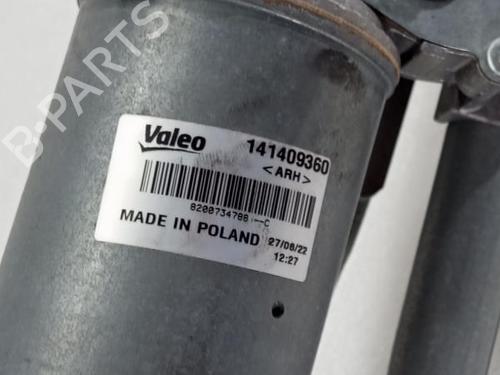 B-PARTS
Valeo
141409360
<ARH>
8200734788--C
MADE IN POLAND
27/08/22
12:27